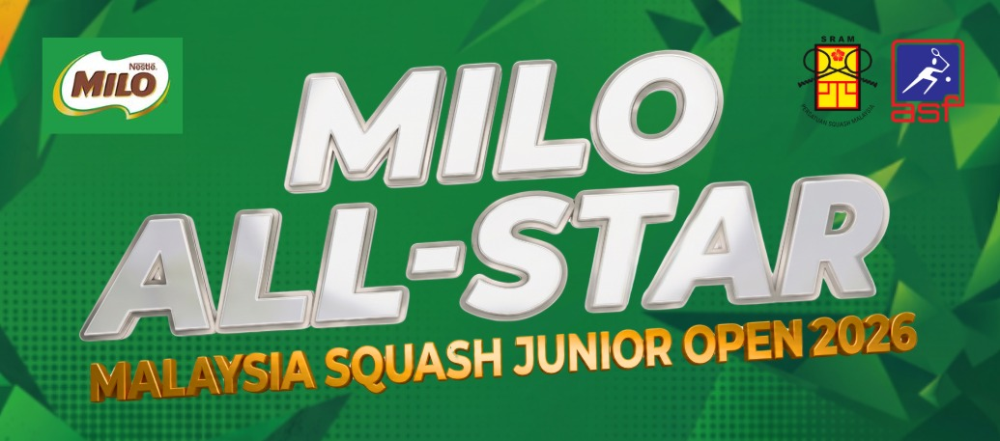 Nestlé.
MILO
SRAM
PERSATUAN SQUASH MALAYSIA
asf
MILO
ALL-STAR
MALAYSIA SQUASH JUNIOR OPEN 2026